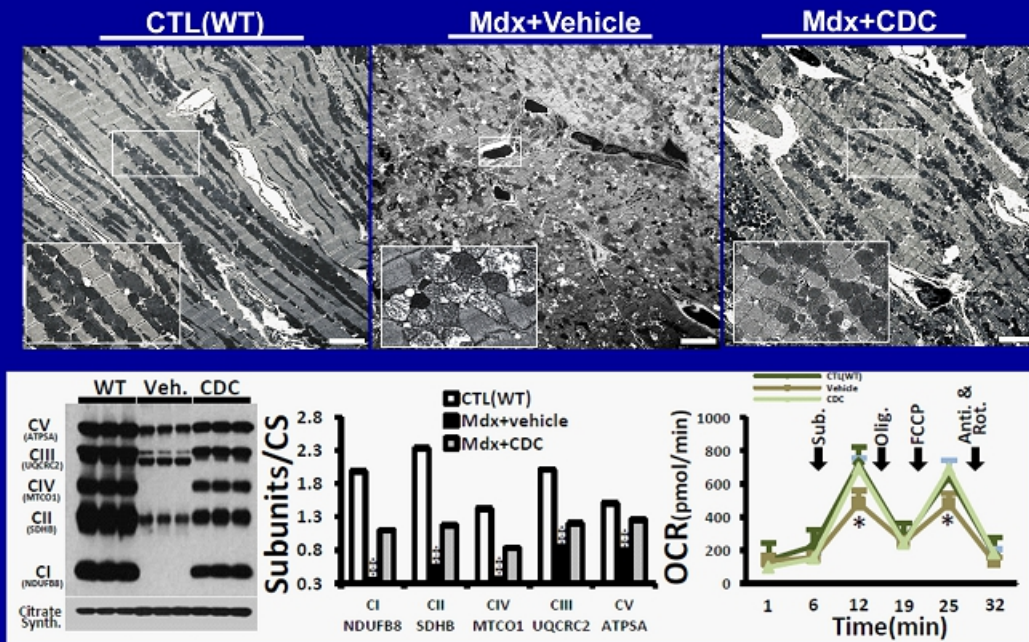 CTL(WT)
Mdx+Vehicle
Mdx+CDC
WT Veh. CDC
CV
(ATPSA)
CIII
(UQCRC2)
CIV
(MTCO1)
CII
(SDHB)
CI
(NDUFB8)
Citrate
Synth.
Subunits/CS
CTL(WT)
Mdx+vehicle
Mdx+CDC
2.8
2.3
1.8
1.3
0.8
0.3
CI CII CIV CIII CV
NDUFB8 SDHB MTCO1 UQCRC2 ATPSA
CTL(WT)
Vehicle
CDC
OCR(pmol/min)
1000
800
600
400
200
0
Sub.
Olig.
FCCP
Anti. &
Rot.
* *
1 6 12 19 25 32
Time(min)